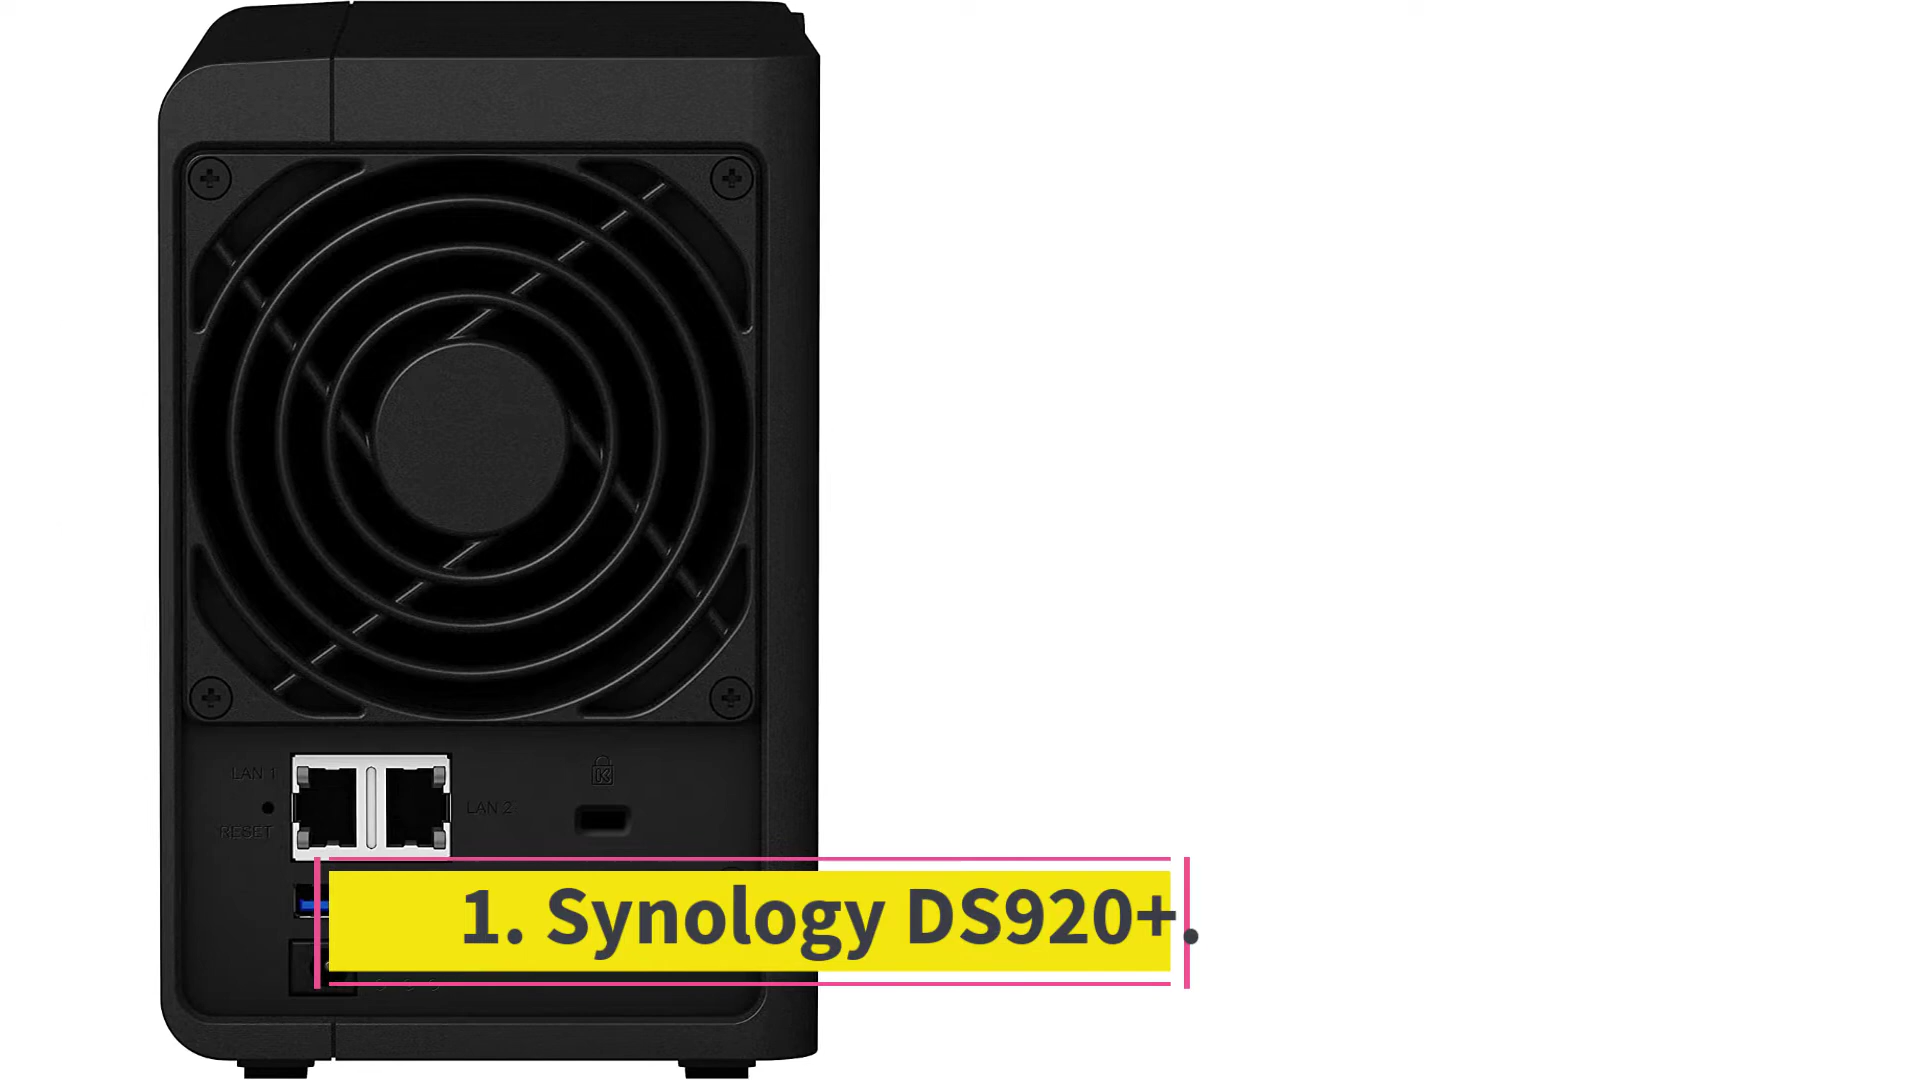 LAN 1
LAN 2
RESET
K
1. Synology DS920+.